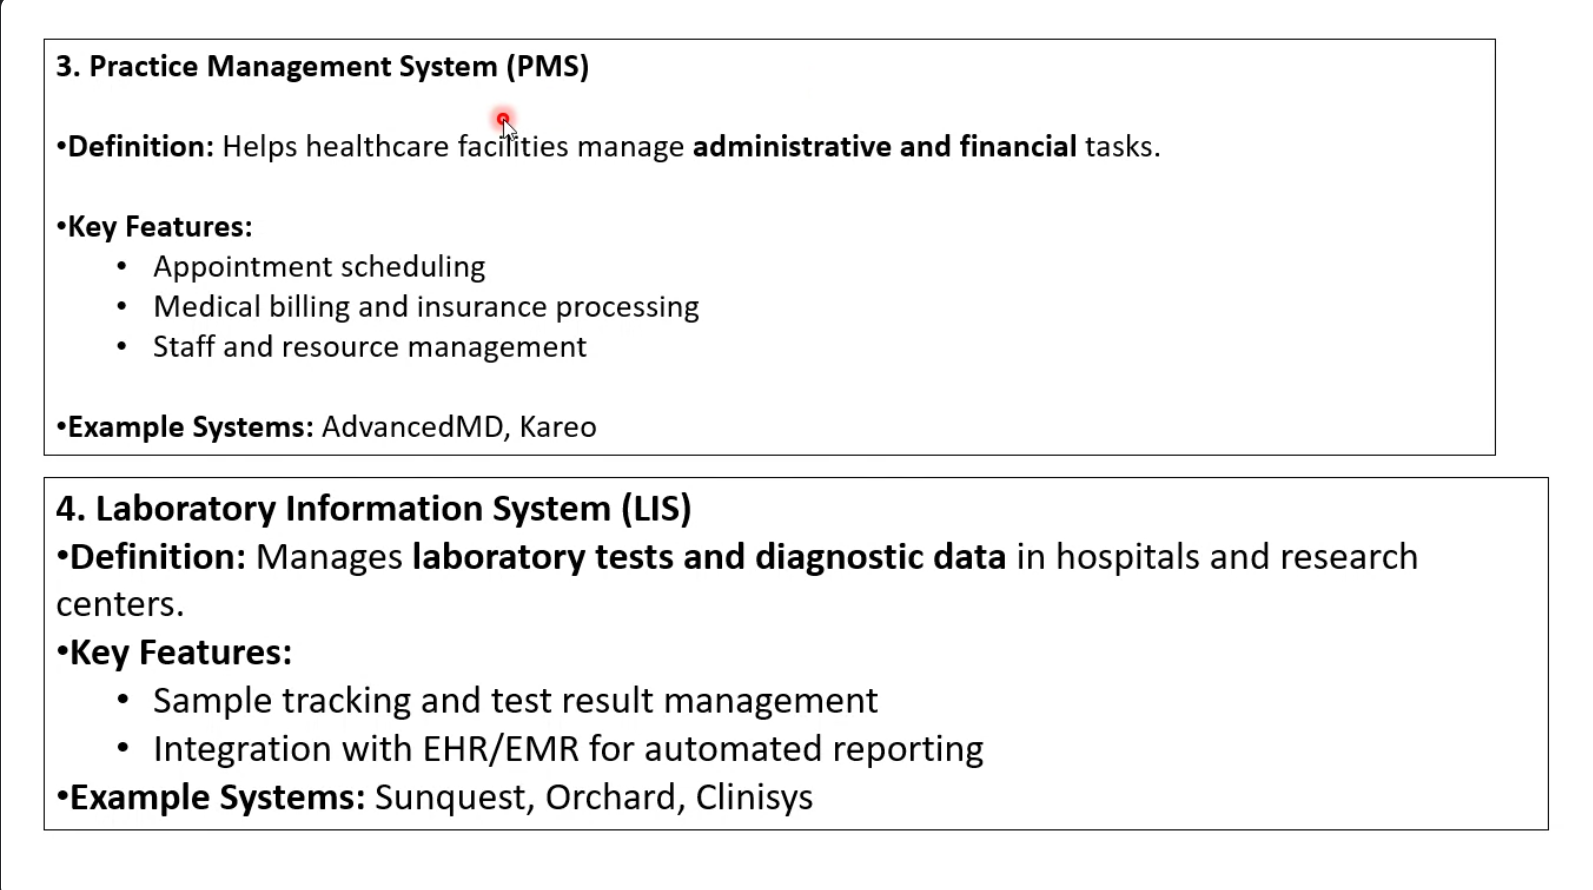 3. Practice Management System (PMS)
•Definition: Helps healthcare facilities manage administrative and financial tasks.
•Key Features:
• Appointment scheduling
• Medical billing and insurance processing
• Staff and resource management
•Example Systems: AdvancedMD, Kareo
4. Laboratory Information System (LIS)
•Definition: Manages laboratory tests and diagnostic data in hospitals and research
centers.
•Key Features:
• Sample tracking and test result management
• Integration with EHR/EMR for automated reporting
•Example Systems: Sunquest, Orchard, Clinisys